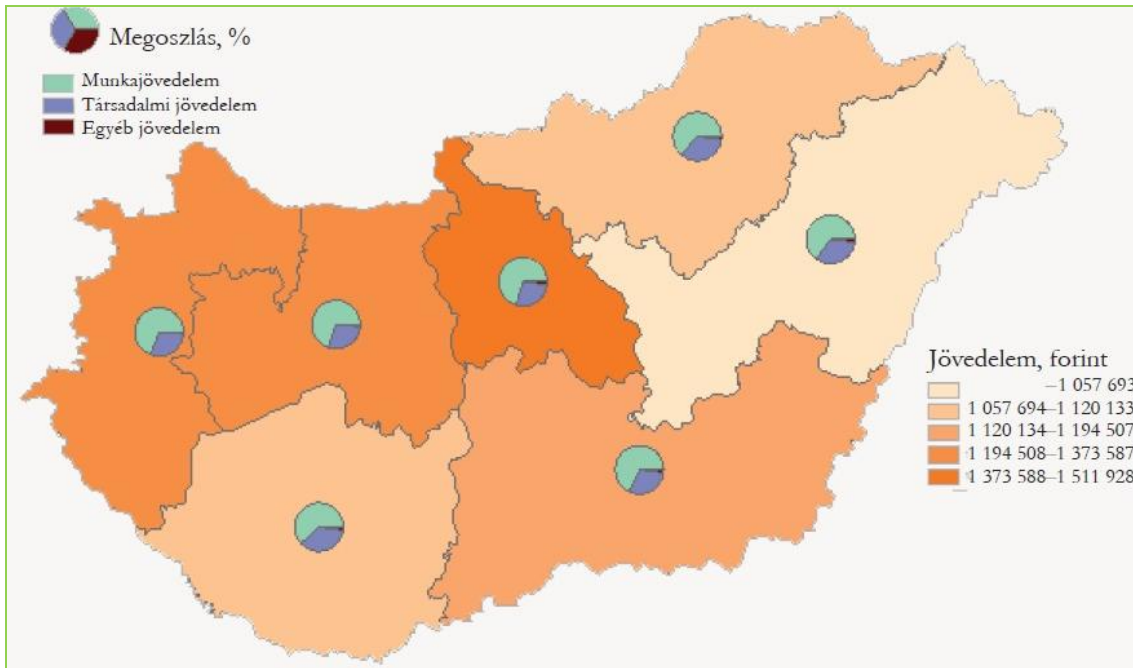 Megoszlás, %
Munkajövedelem
Társadalmi jövedelem
Egyéb jövedelem
Jövedelem, forint
–1 057 693
1 057 694–1 120 133
1 120 134–1 194 507
1 194 508–1 373 587
1 373 588–1 511 928